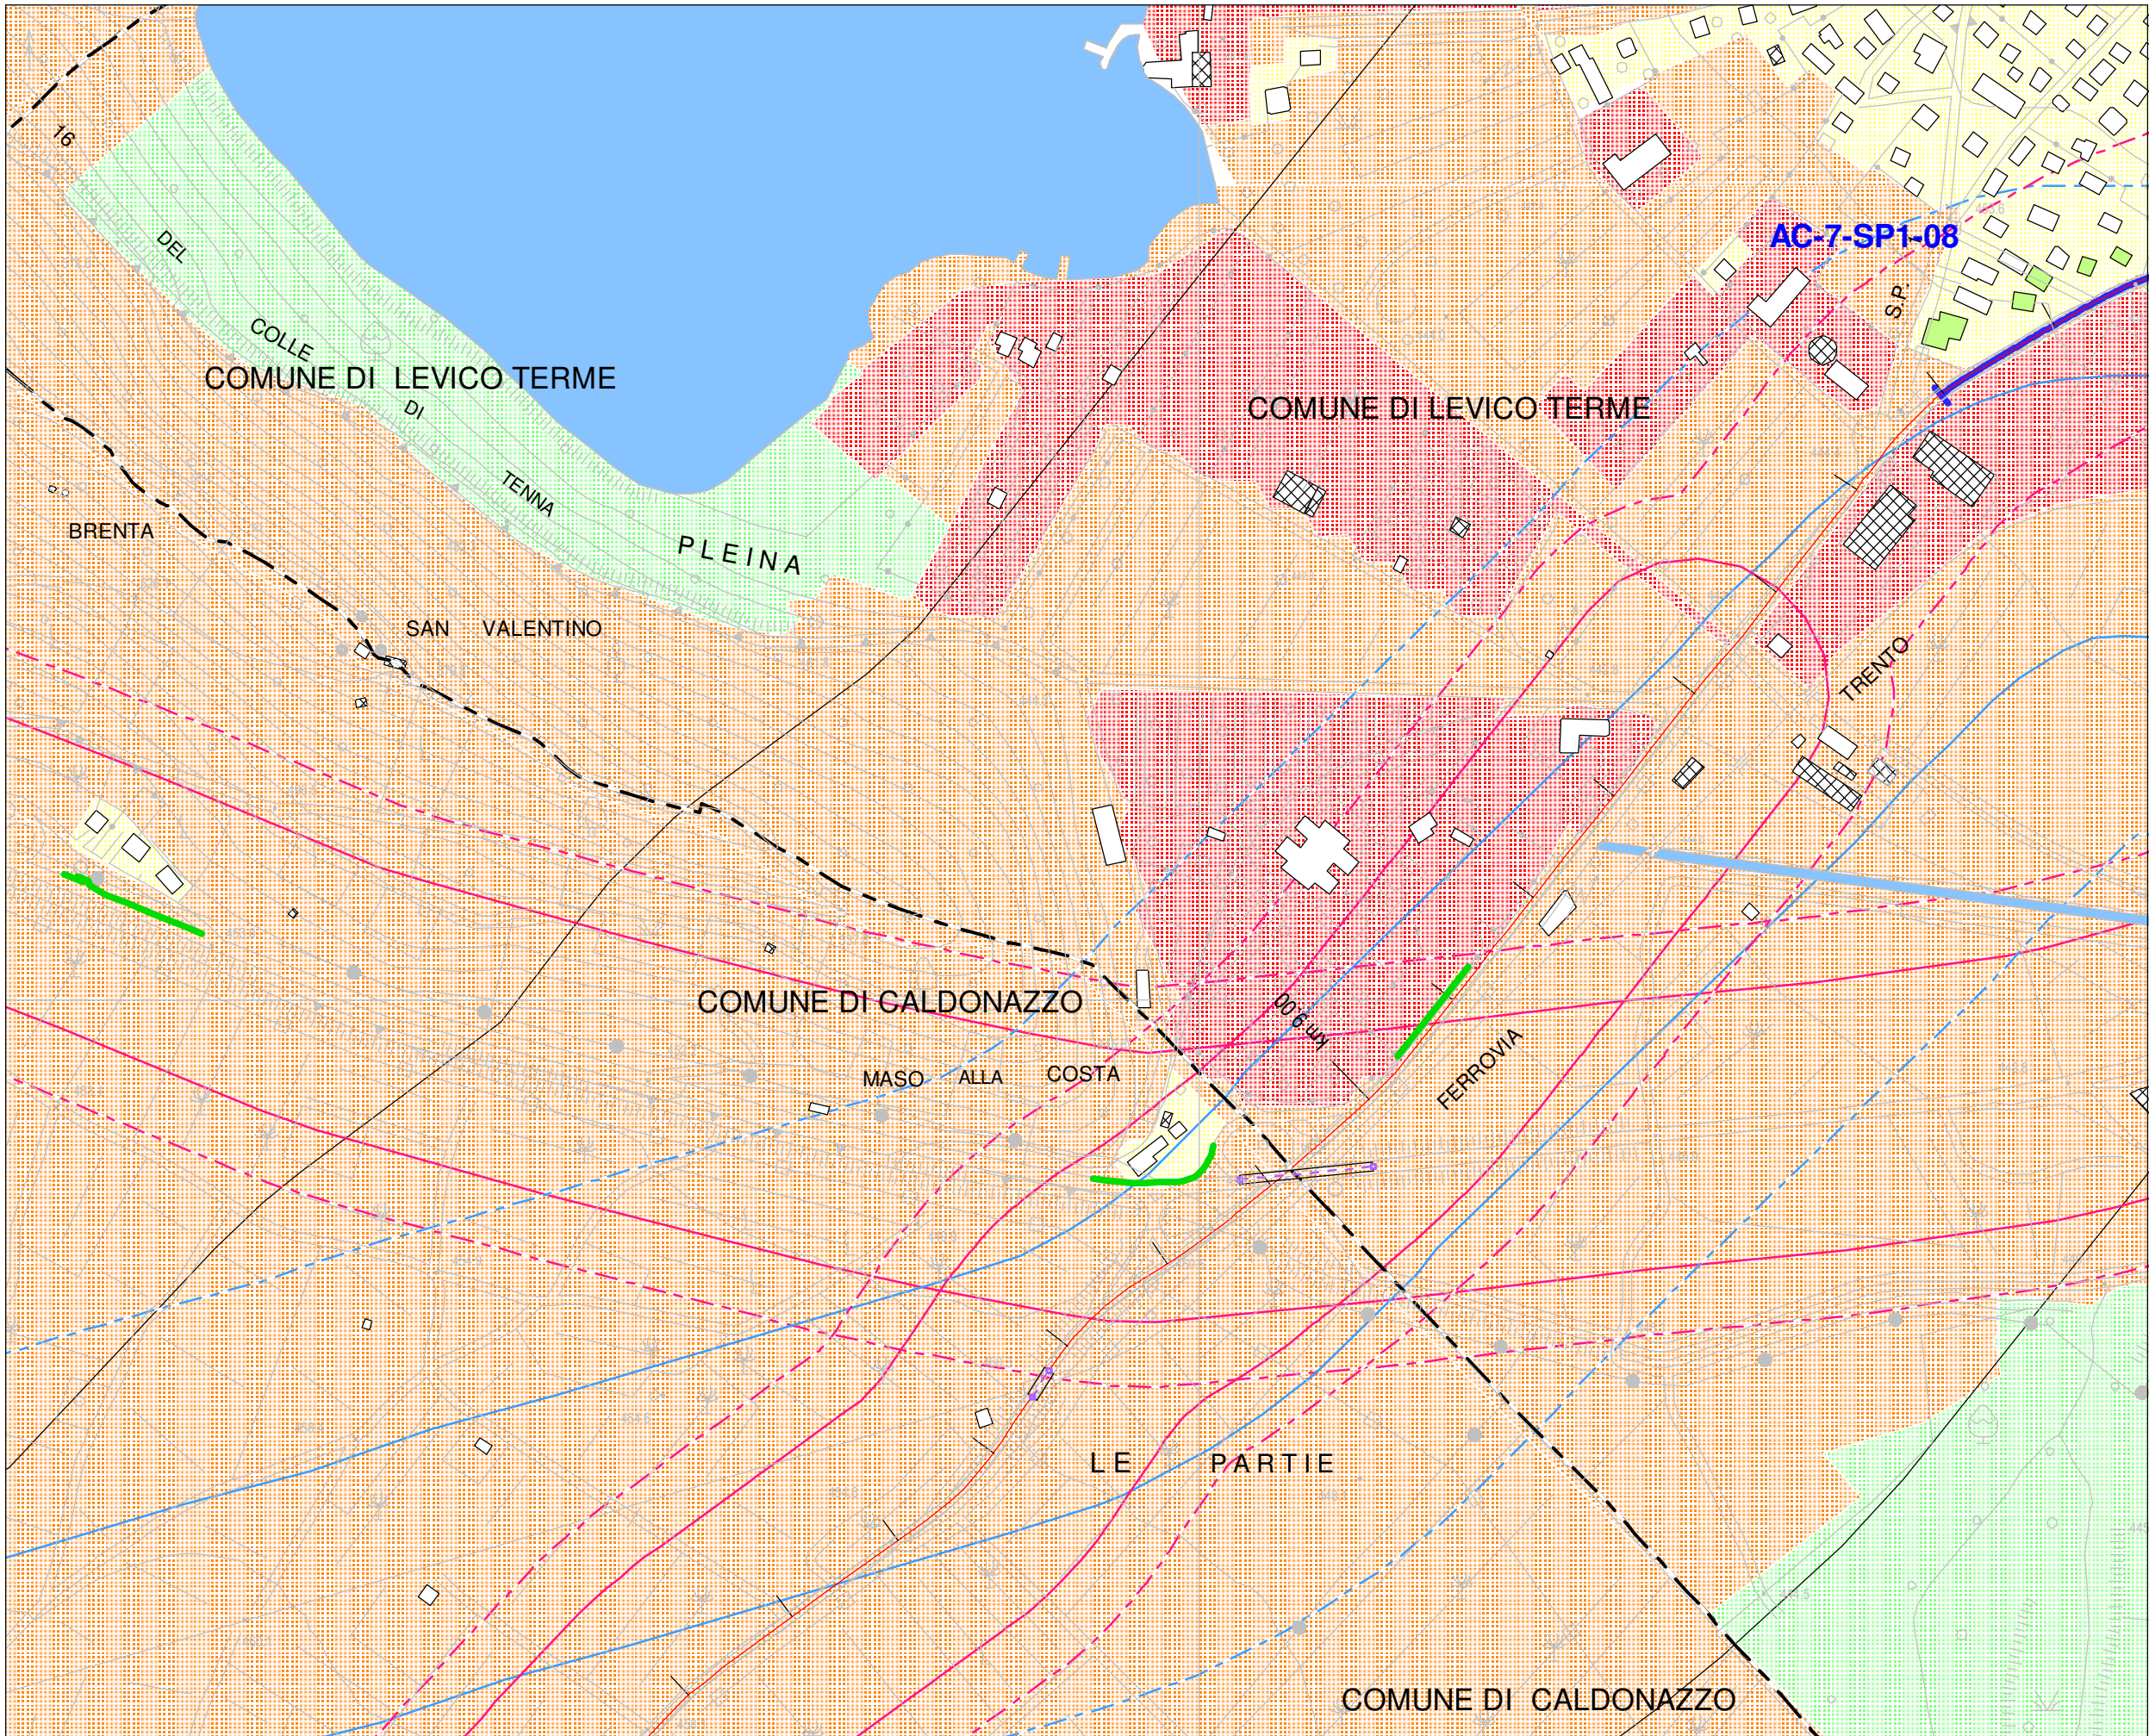 16
DEL
AC-7-SP1-08
S.P.
COLLE
COMUNE DI LEVICO TERME
DI
COMUNE DI LEVICO TERME
TENNA
BRENTA
PLEINA
SAN VALENTINO
TRENTO
COMUNE DI CALDONAZZO
km 9.00
MASO ALLA COSTA
FERROVIA
LE PARTIE
COMUNE DI CALDONAZZO